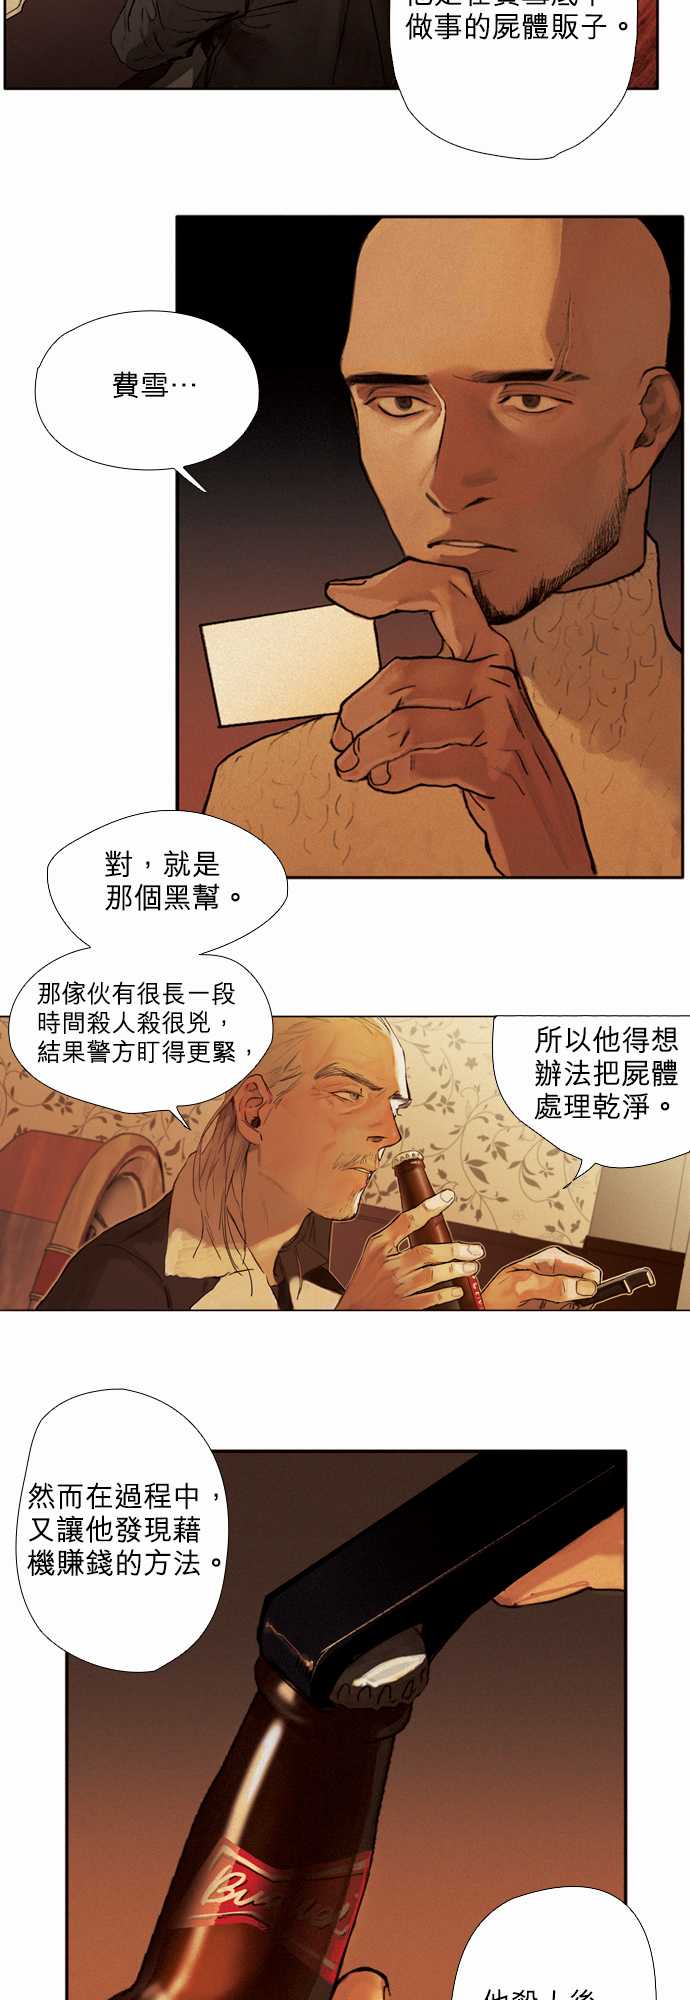 做事的屍體販子。
費雪…
對，就是
那個黑幫。
那傢伙有很長一段
時間殺人殺很兇，
結果警方盯得更緊，
所以他得想
辦法把屍體
處理乾淨。
然而在過程中，
又讓他發現藉
機賺錢的方法。